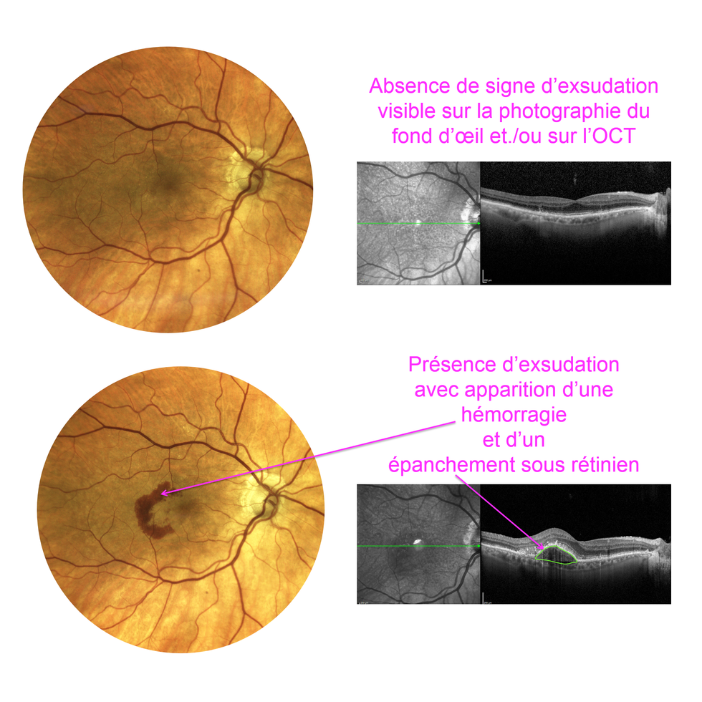 Absence de signe d’exsudation
visible sur la photographie du
fond d’œil et./ou sur l’OCT
Présence d’exsudation
avec apparition d’une
hémorragie
et d’un
épanchement sous rétinien